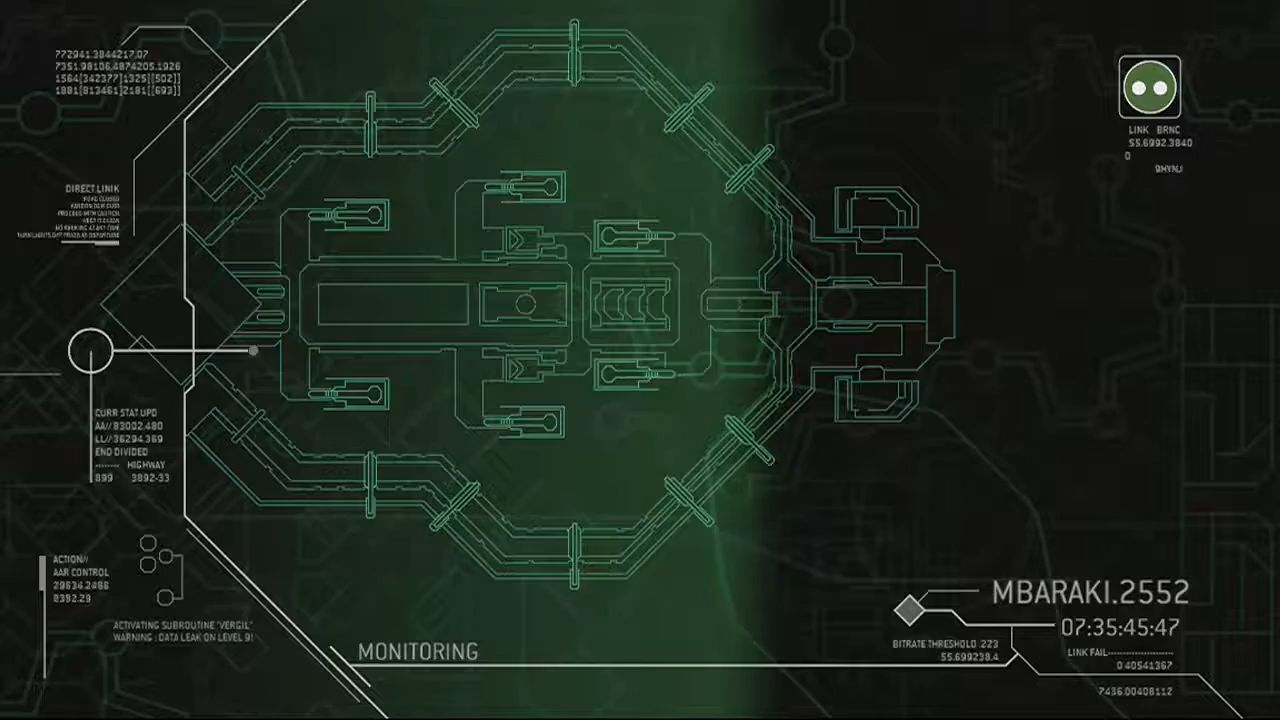 772941.3844217.07
7351.98106.4874205.1926
1564[342377]1325[[502]]
1881[813461]2181[[693]]
LINK BRNC
55.6992.3840
0
9HYNJ
DIRECT LINK
CURR STAT UPD
AA//83002.480
LL//36294.369
END DIVIDED
------- HIGHWAY
899 3892-33
ACTION//
AAR CONTROL
29834.2486
8392.29
ACTIVATING SUBROUTINE "VERGIL"
WARNING : DATA LEAK ON LEVEL 9!
MONITORING
MBARAKI.2552
07:35:45:47
BITRATE THRESHOLD .223
55.699238.4
LINK FAIL
0.40541367
7436.00408112